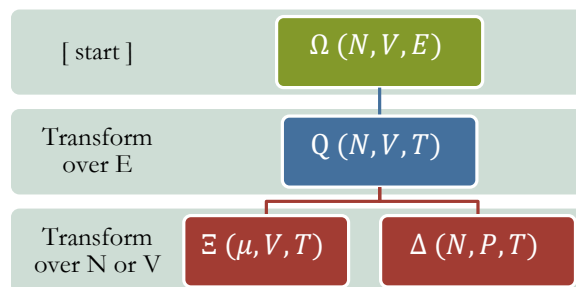 [ start ]
Ω (N, V, E)
Transform
over E
Q (N, V, T)
Transform
over N or V
Ξ (μ, V, T)
Δ (N, P, T)